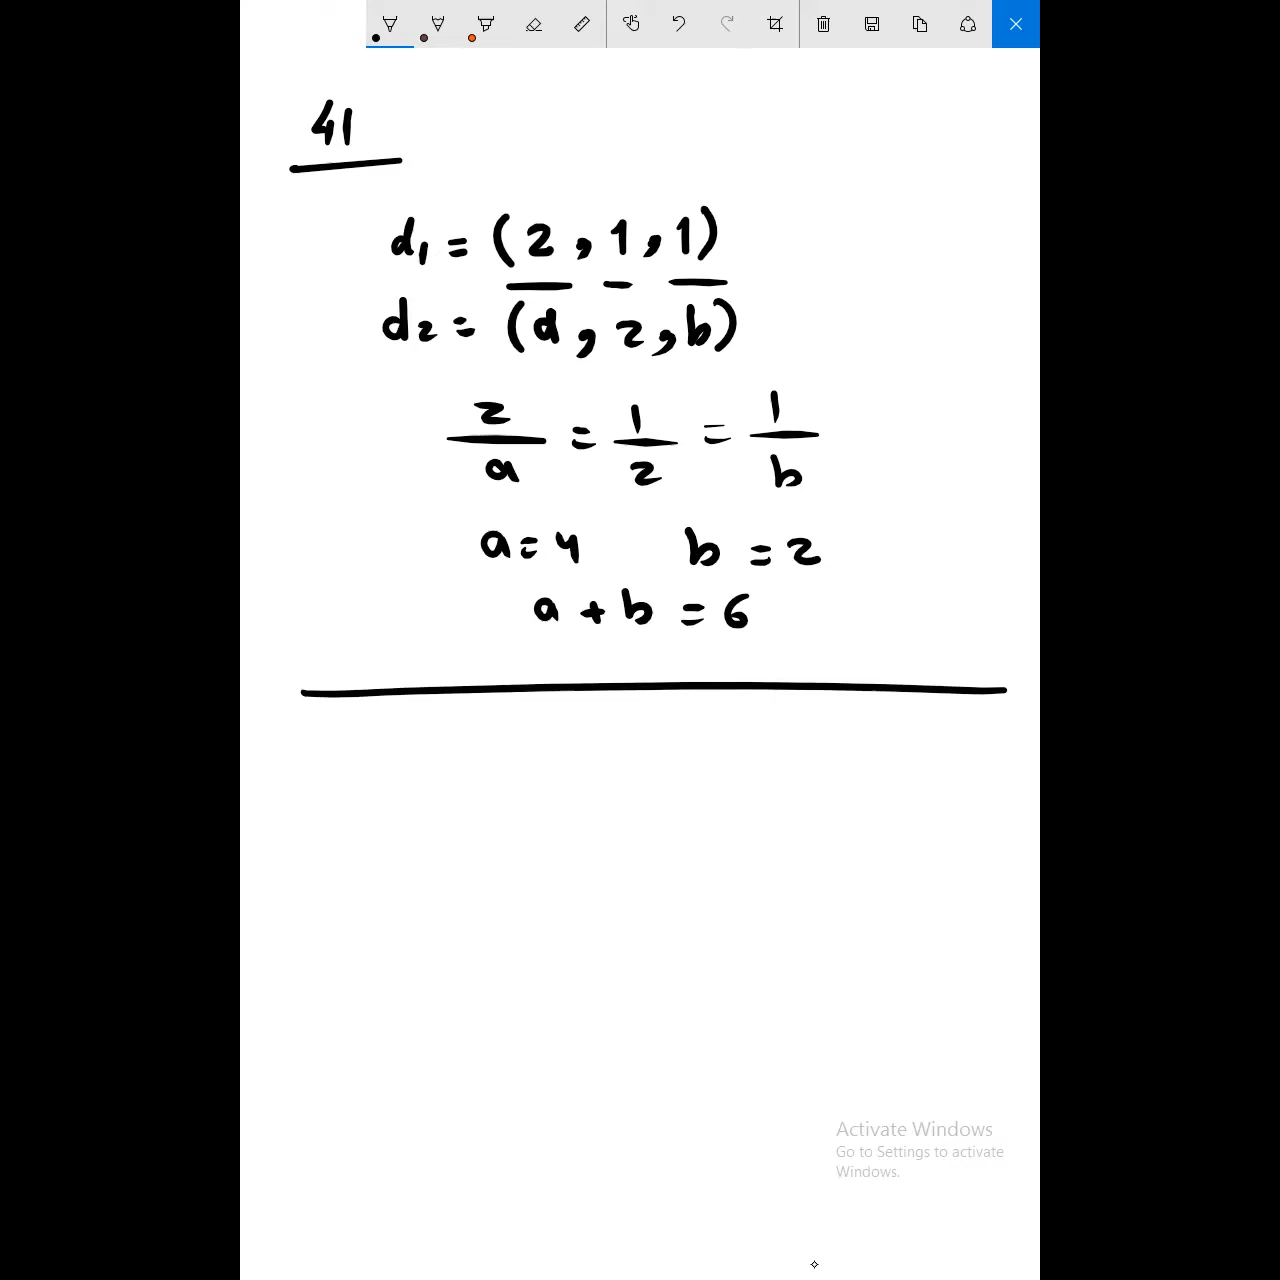 41
d₁ = (2, 1, 1)
d₂ = (a, 2, b)
2/a = 1/2 = 1/b
a = 4 b = 2
a + b = 6
Activate Windows
Go to Settings to activate
Windows.